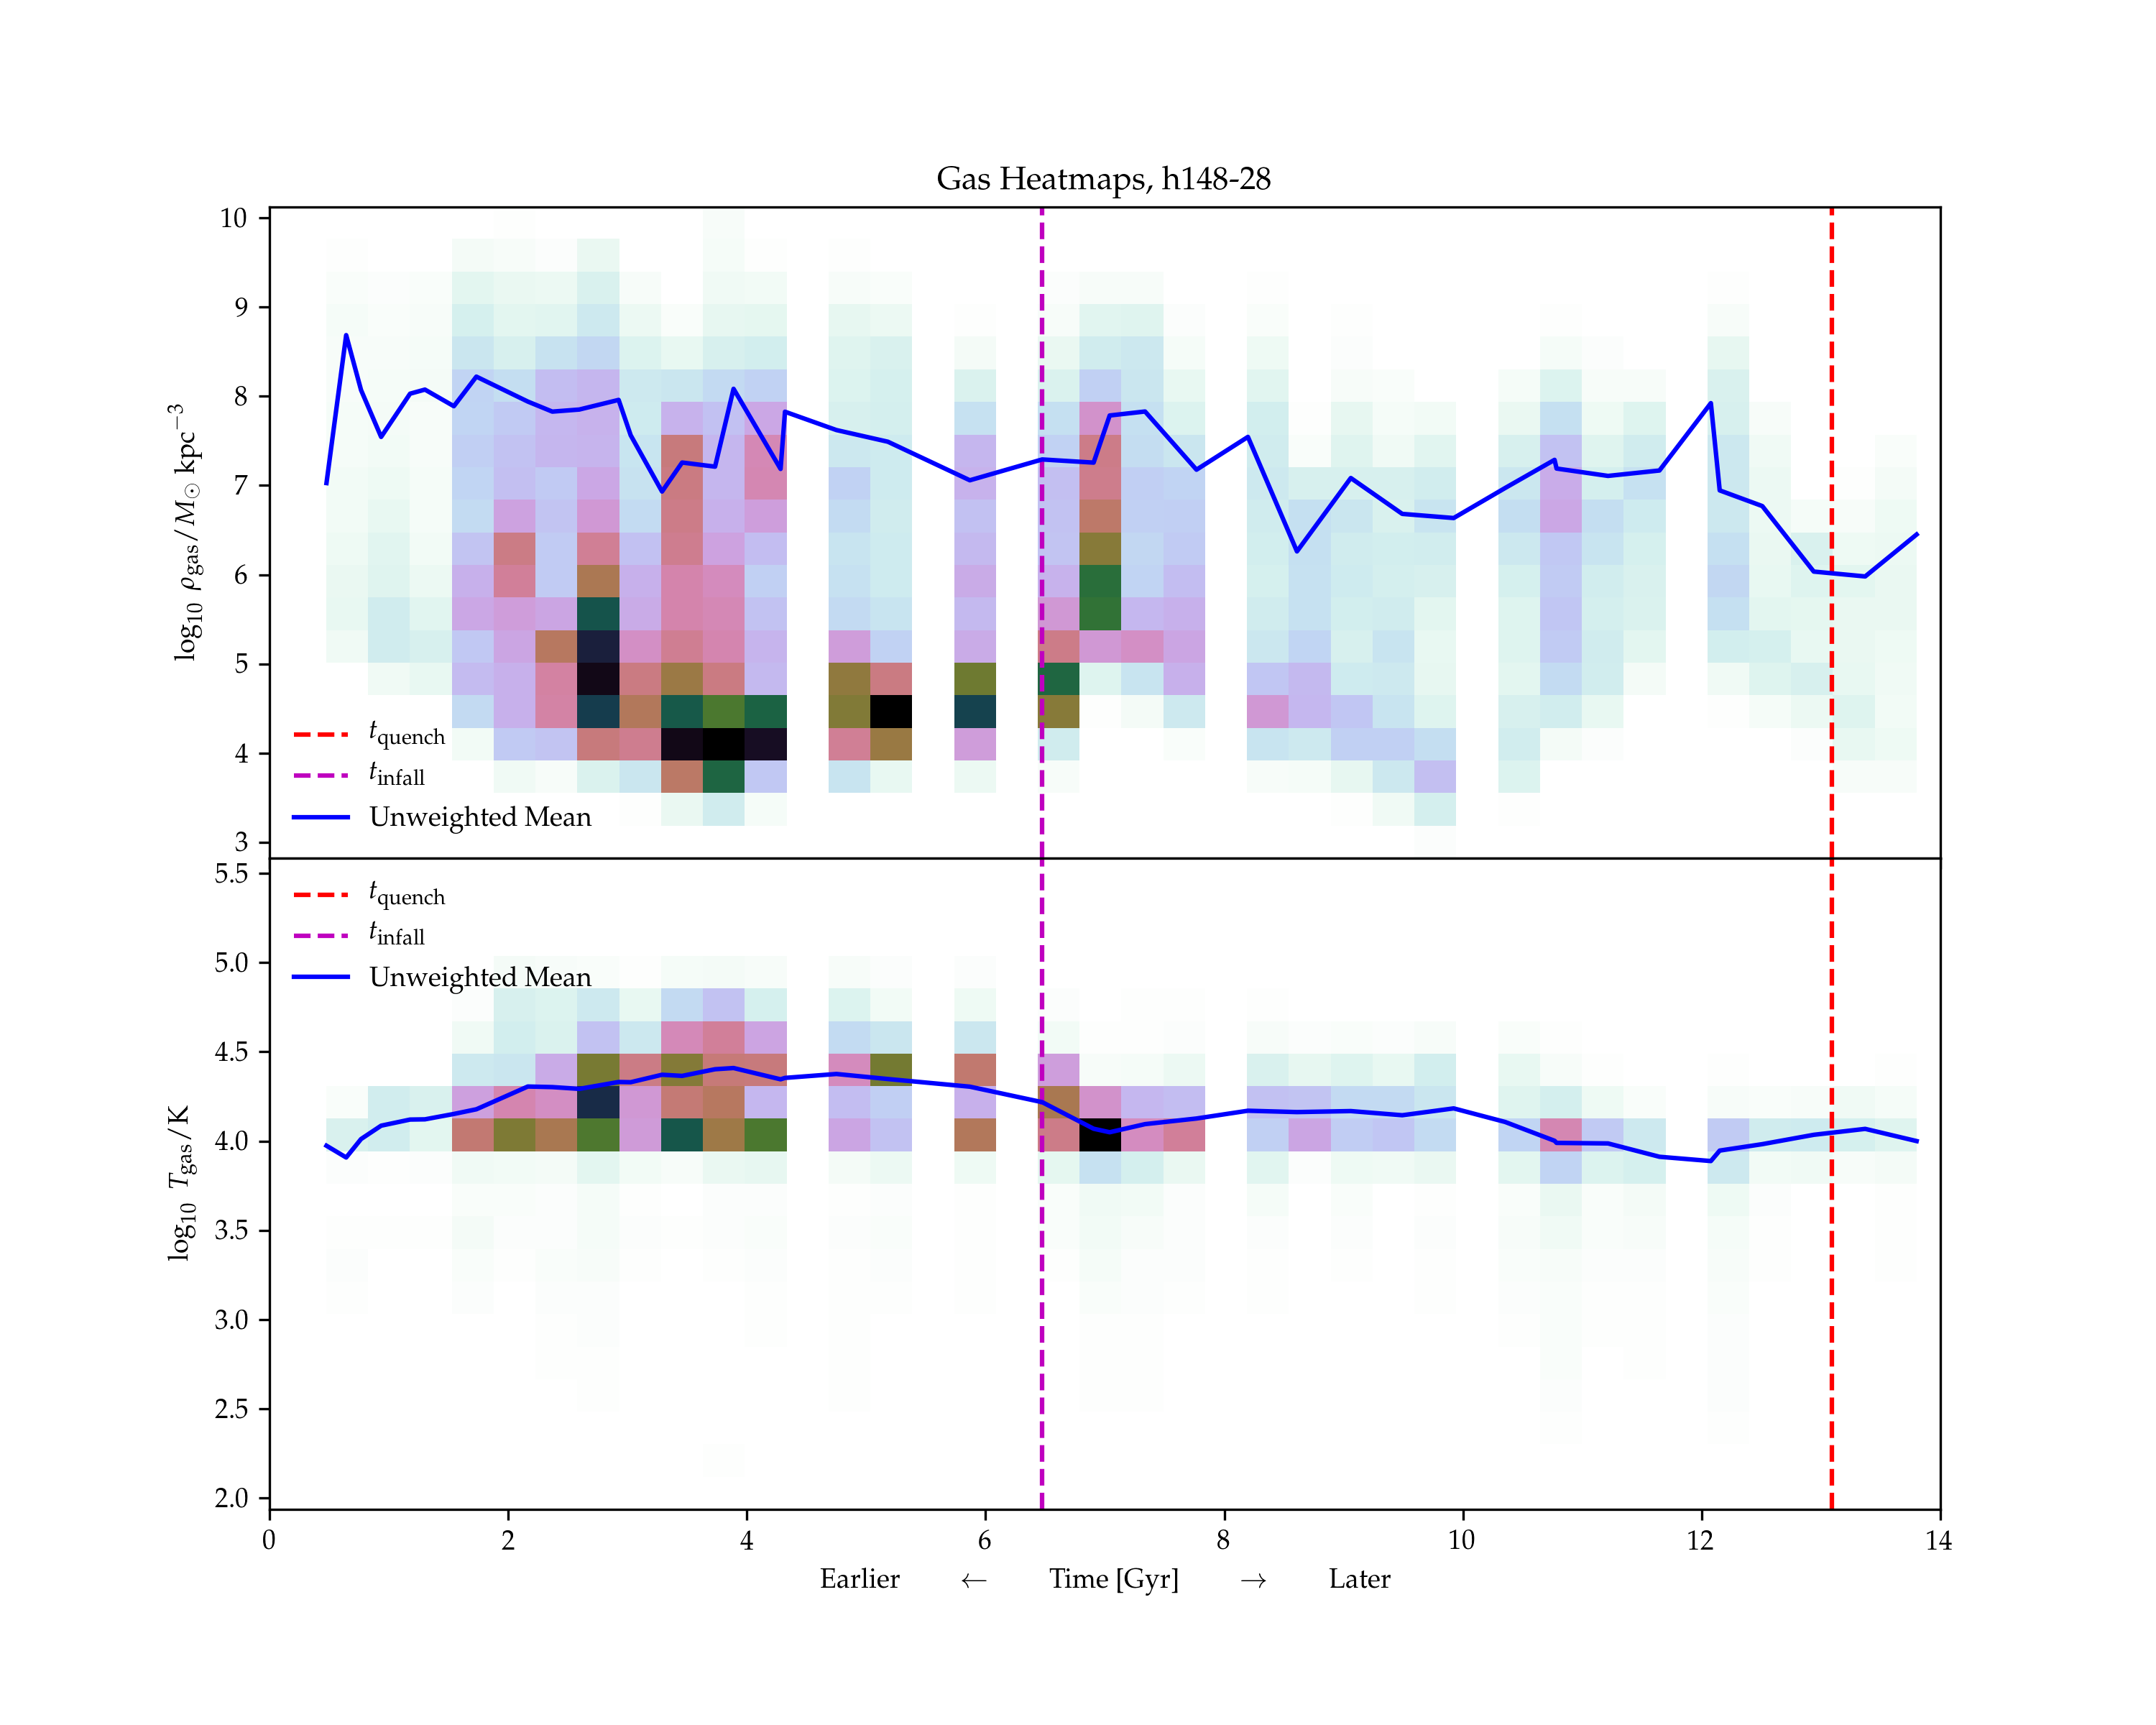 Gas Heatmaps, h148-28
10
9
8
7
6
5
4
3
log₁₀ ρgas/M⊙ kpc⁻³
tquench
tinfall
Unweighted Mean
5.5
5.0
4.5
4.0
3.5
3.0
2.5
2.0
log₁₀ Tgas/K
tquench
tinfall
Unweighted Mean
0 2 4 6 8 10 12 14
Earlier ← Time [Gyr] → Later